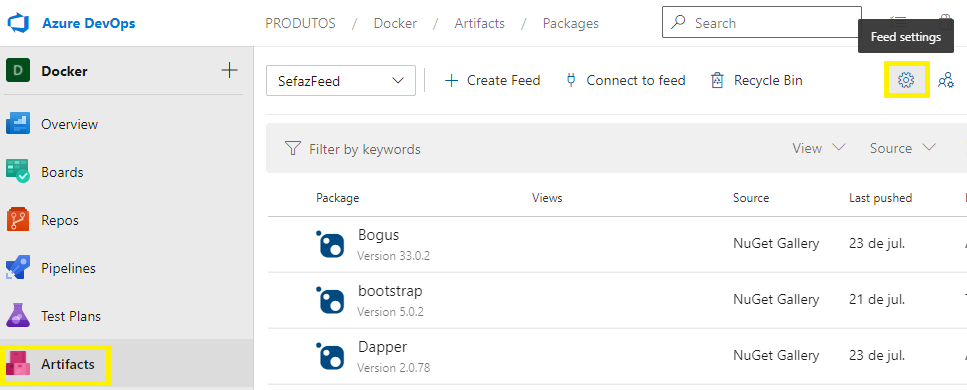 Azure DevOps
PRODUTOS / Docker / Artifacts / Packages
Search
Feed settings
D Docker
SefazFeed
Create Feed
Connect to feed
Recycle Bin
Overview
Boards
Repos
Pipelines
Test Plans
Artifacts
Filter by keywords
View
Source
Package Views Source Last pushed
Bogus
Version 33.0.2
NuGet Gallery 23 de jul.
bootstrap
Version 5.0.2
NuGet Gallery 21 de jul.
Dapper
Version 2.0.78
NuGet Gallery 23 de jul.